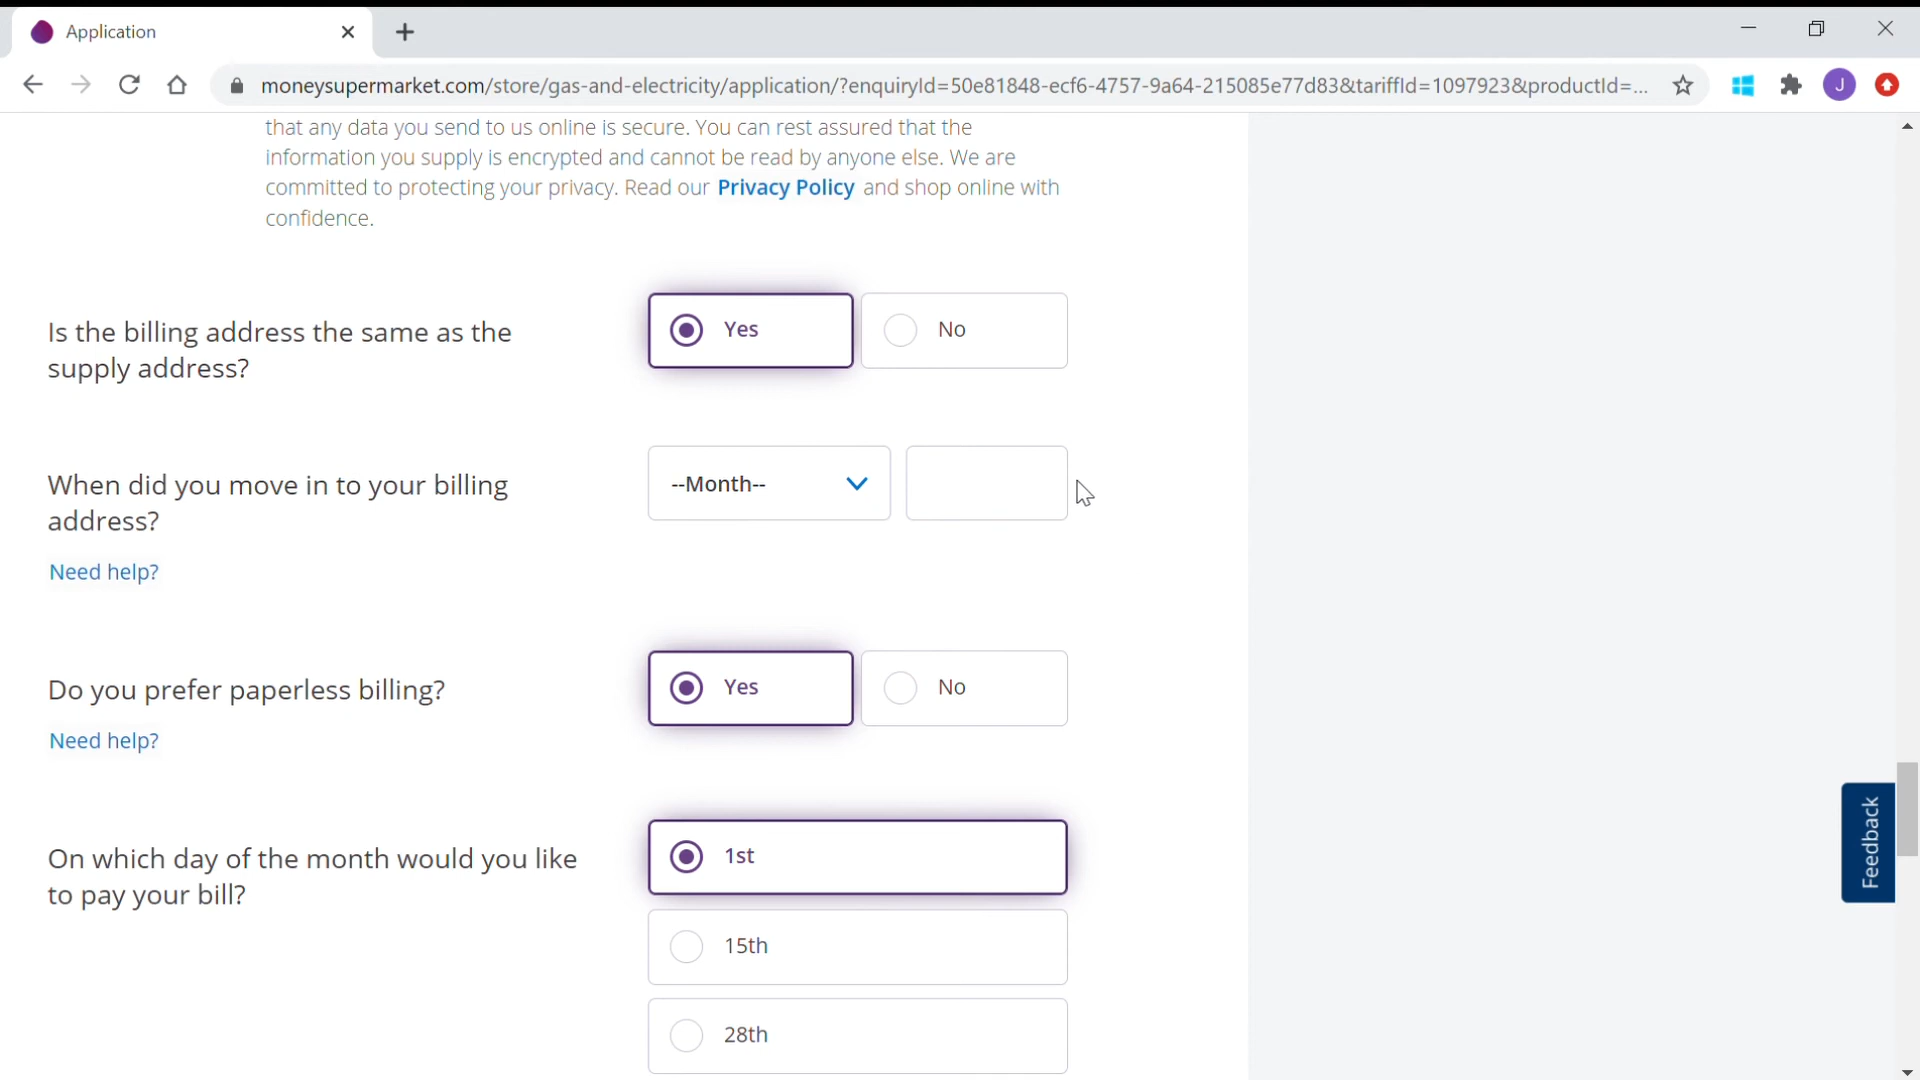 Application
moneysupermarket.com/store/gas-and-electricity/application/?enquiryId=50e81848-ecf6-4757-9a64-215085e77d83&tariffId=1097923&productId=...
J
that any data you send to us online is secure. You can rest assured that the
information you supply is encrypted and cannot be read by anyone else. We are
committed to protecting your privacy. Read our Privacy Policy and shop online with
confidence.
Is the billing address the same as the
supply address?
Yes
No
When did you move in to your billing
address?
--Month--
Need help?
Do you prefer paperless billing?
Yes
No
Need help?
On which day of the month would you like
to pay your bill?
1st
15th
28th
Feedback